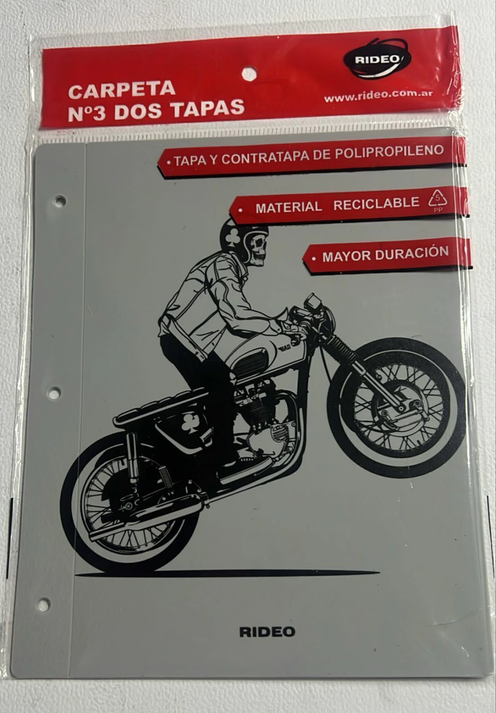 CARPETA
Nº3 DOS TAPAS
RIDEO
www.rideo.com.ar
• TAPA Y CONTRATAPA DE POLIPROPILENO
• MATERIAL RECICLABLE
5
PP
• MAYOR DURACIÓN
RIDEO